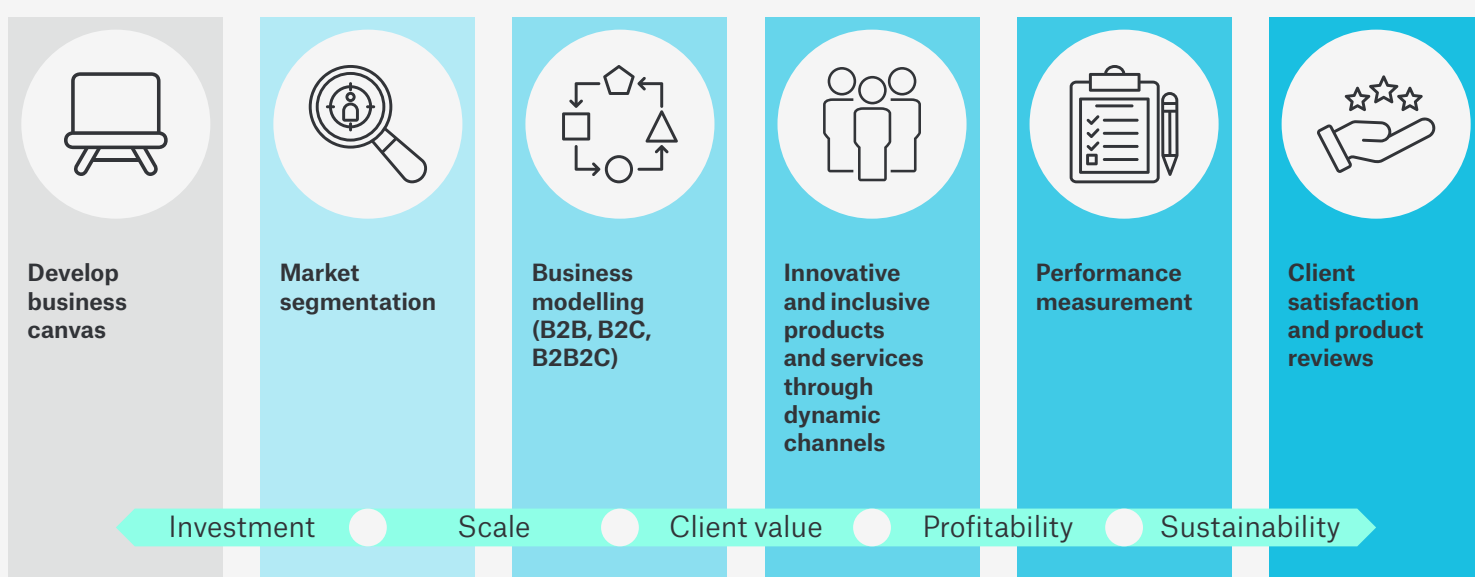 Develop
business
canvas
Market
segmentation
Business
modelling
(B2B, B2C,
B2B2C)
Innovative
and inclusive
products
and services
through
dynamic
channels
Performance
measurement
Client
satisfaction
and product
reviews
Investment
Scale
Client value
Profitability
Sustainability